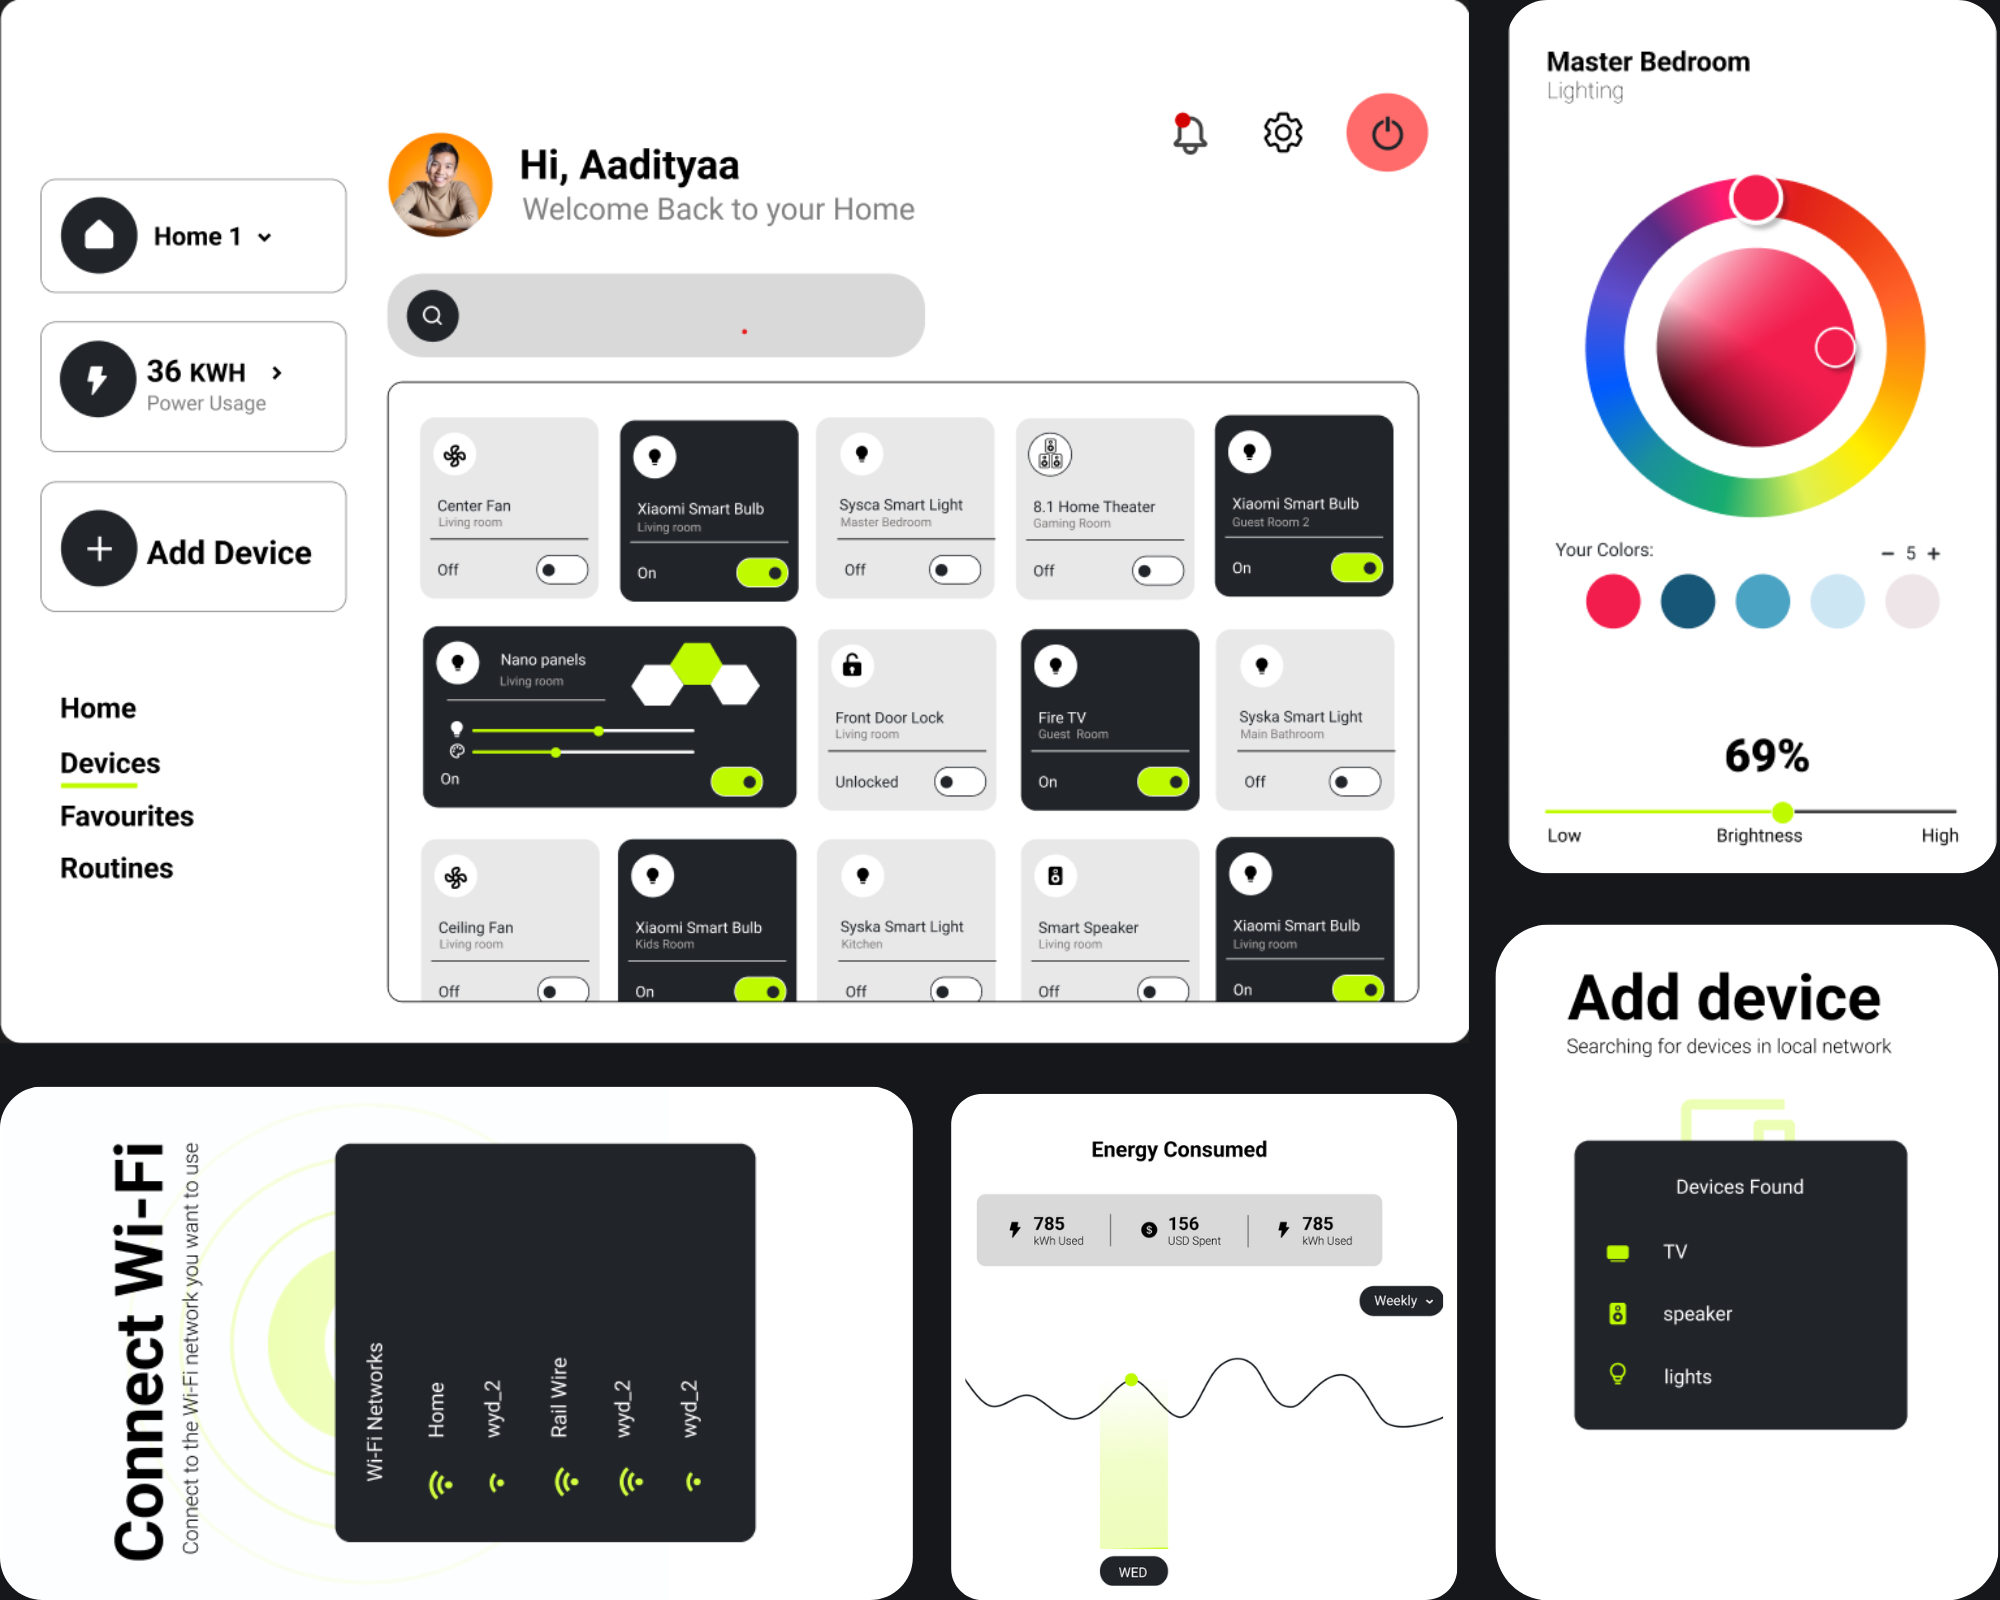 Hi, Aadityaa
Welcome Back to your Home
Home 1
36 KWH
Power Usage
Add Device
Home
Devices
Favourites
Routines
Center Fan
Living room
Off
Xiaomi Smart Bulb
Living room
On
Sysca Smart Light
Master Bedroom
Off
8.1 Home Theater
Gaming Room
Off
Xiaomi Smart Bulb
Guest Room 2
On
Nano panels
Living room
On
Front Door Lock
Living room
Unlocked
Fire TV
Guest Room
On
Syska Smart Light
Main Bathroom
Off
Ceiling Fan
Living room
Off
Xiaomi Smart Bulb
Kids Room
On
Syska Smart Light
Kitchen
Off
Smart Speaker
Living room
Off
Xiaomi Smart Bulb
Living room
On
Master Bedroom
Lighting
Your Colors:
− 5 +
69%
Low Brightness High
Connect Wi-Fi
Connect to the Wi-Fi network you want to use
Wi-Fi Networks
Home
wyd_2
Rail Wire
wyd_2
wyd_2
Energy Consumed
785
kWh Used
156
USD Spent
785
kWh Used
Weekly
WED
Add device
Searching for devices in local network
Devices Found
TV
speaker
lights